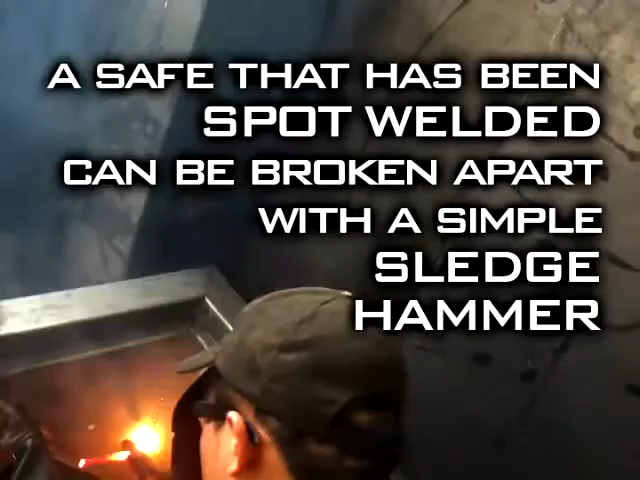 A SAFE THAT HAS BEEN
SPOT WELDED
CAN BE BROKEN APART
WITH A SIMPLE
SLEDGE
HAMMER